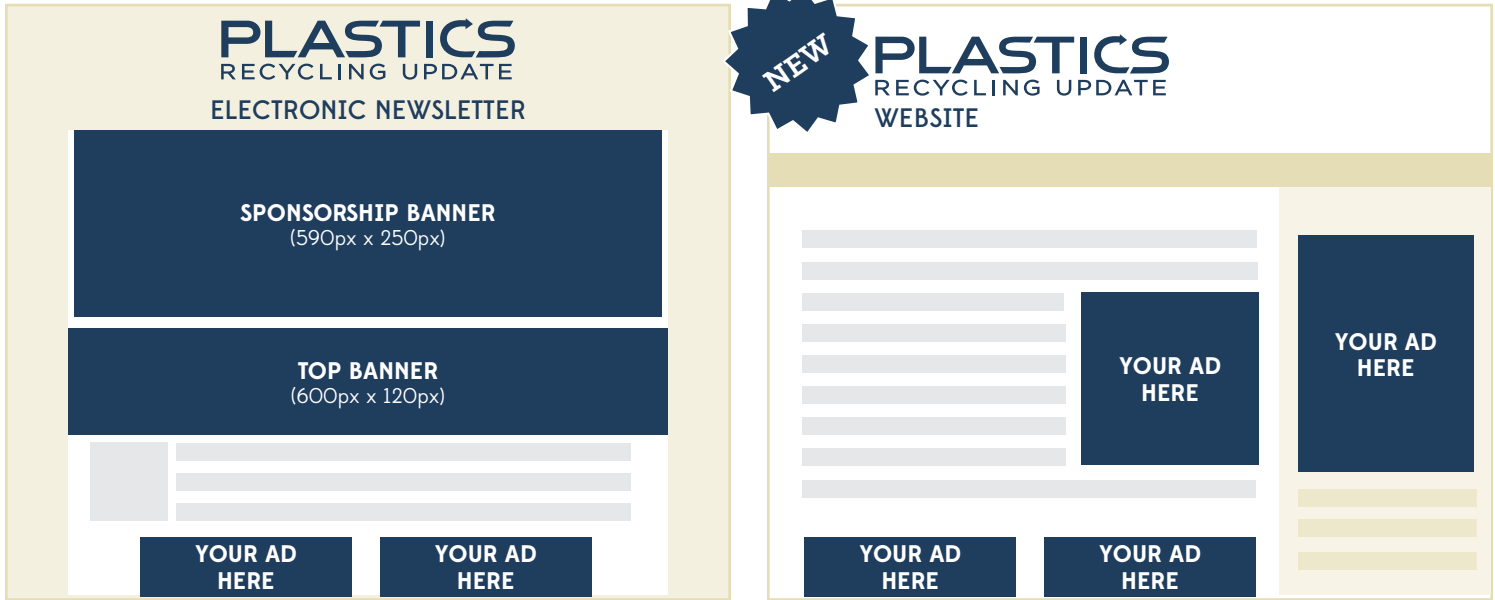 PLASTICS
RECYCLING UPDATE
ELECTRONIC NEWSLETTER
SPONSORSHIP BANNER
(590px x 250px)
TOP BANNER
(600px x 120px)
YOUR AD
HERE
YOUR AD
HERE
NEW
PLASTICS
RECYCLING UPDATE
WEBSITE
YOUR AD
HERE
YOUR AD
HERE
YOUR AD
HERE
YOUR AD
HERE